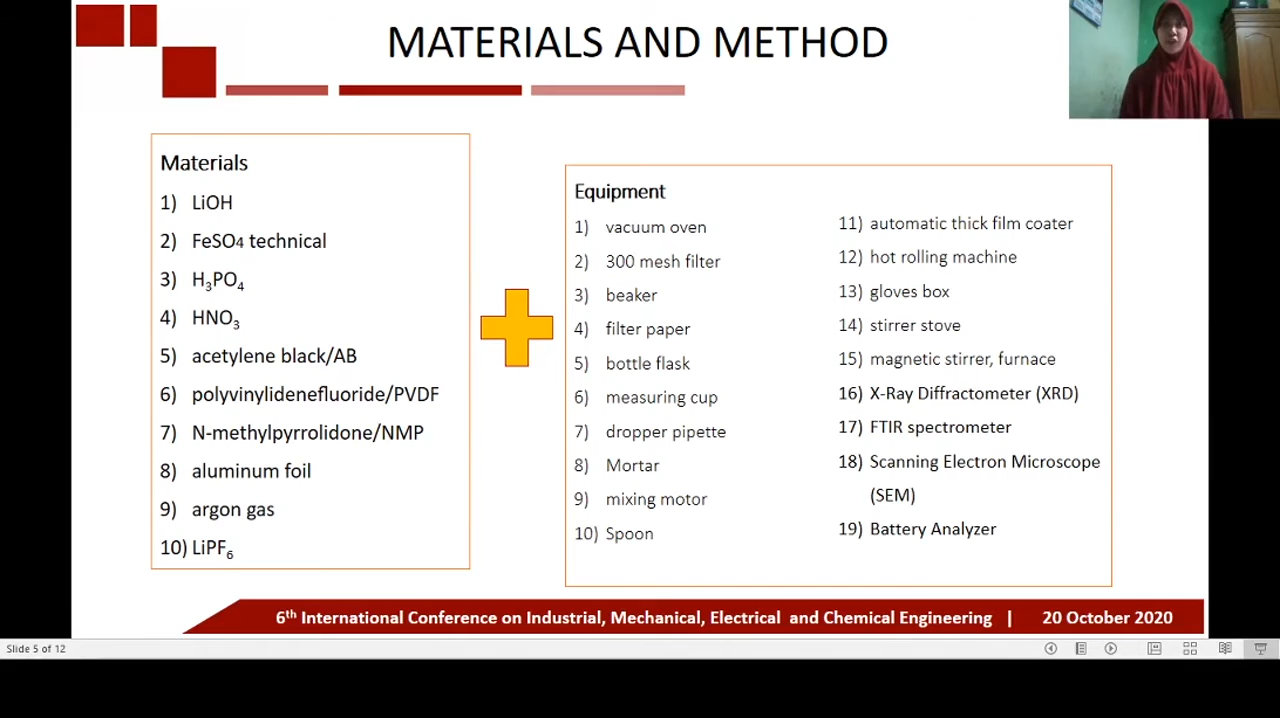 MATERIALS AND METHOD
Materials
1) LiOH
2) FeSO4 technical
3) H₃PO₄
4) HNO₃
5) acetylene black/AB
6) polyvinylidenefluoride/PVDF
7) N-methylpyrrolidone/NMP
8) aluminum foil
9) argon gas
10) LiPF₆
Equipment
1) vacuum oven
2) 300 mesh filter
3) beaker
4) filter paper
5) bottle flask
6) measuring cup
7) dropper pipette
8) Mortar
9) mixing motor
10) Spoon
11) automatic thick film coater
12) hot rolling machine
13) gloves box
14) stirrer stove
15) magnetic stirrer, furnace
16) X-Ray Diffractometer (XRD)
17) FTIR spectrometer
18) Scanning Electron Microscope
(SEM)
19) Battery Analyzer
6th International Conference on Industrial, Mechanical, Electrical and Chemical Engineering | 20 October 2020
Slide 5 of 12